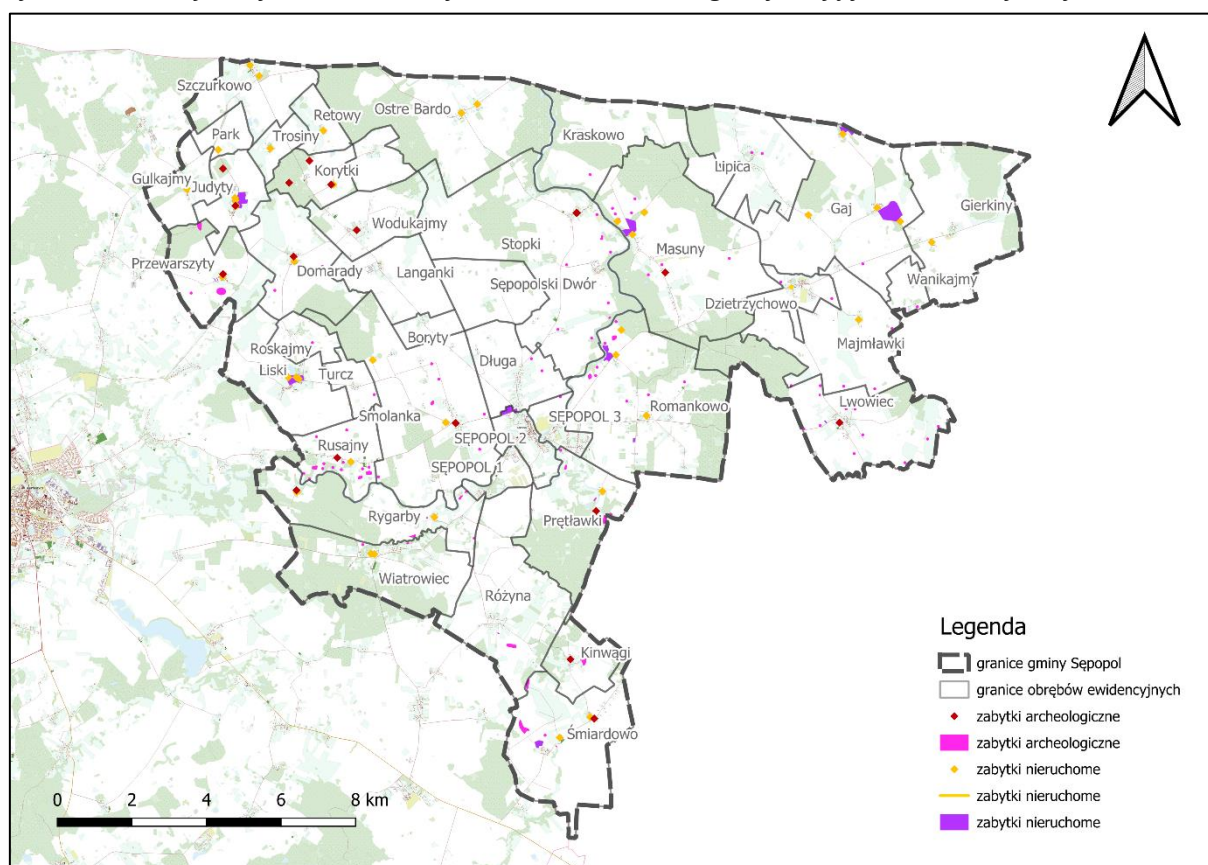 Szczurkowo
Ostre Bardo
Retowy
Park
Trosiny
Kraskowo
Lipica
Korytki
Gulkajmy
Judyty
Gaj
Gierkiny
Wodukajmy
Stopki
Masuny
Przewarszyty
Domarady
Langanki
Sępopolski Dwór
Wanikajmy
Dzietrzychowo
Boryty
Majmławki
Roskajmy
Długa
Liski
Turcz
Lwowiec
Smolanka
SĘPOPOL 3
Romankowo
SĘPOPOL 2
Rusajny
SĘPOPOL 1
Rygarby
Prętławki
Wiatrowiec
Różyna
Kinwągi
Śmiardowo
Legenda
granice gminy Sępopol
granice obrębów ewidencyjnych
zabytki archeologiczne
zabytki archeologiczne
zabytki nieruchome
zabytki nieruchome
zabytki nieruchome
0 2 4 6 8 km